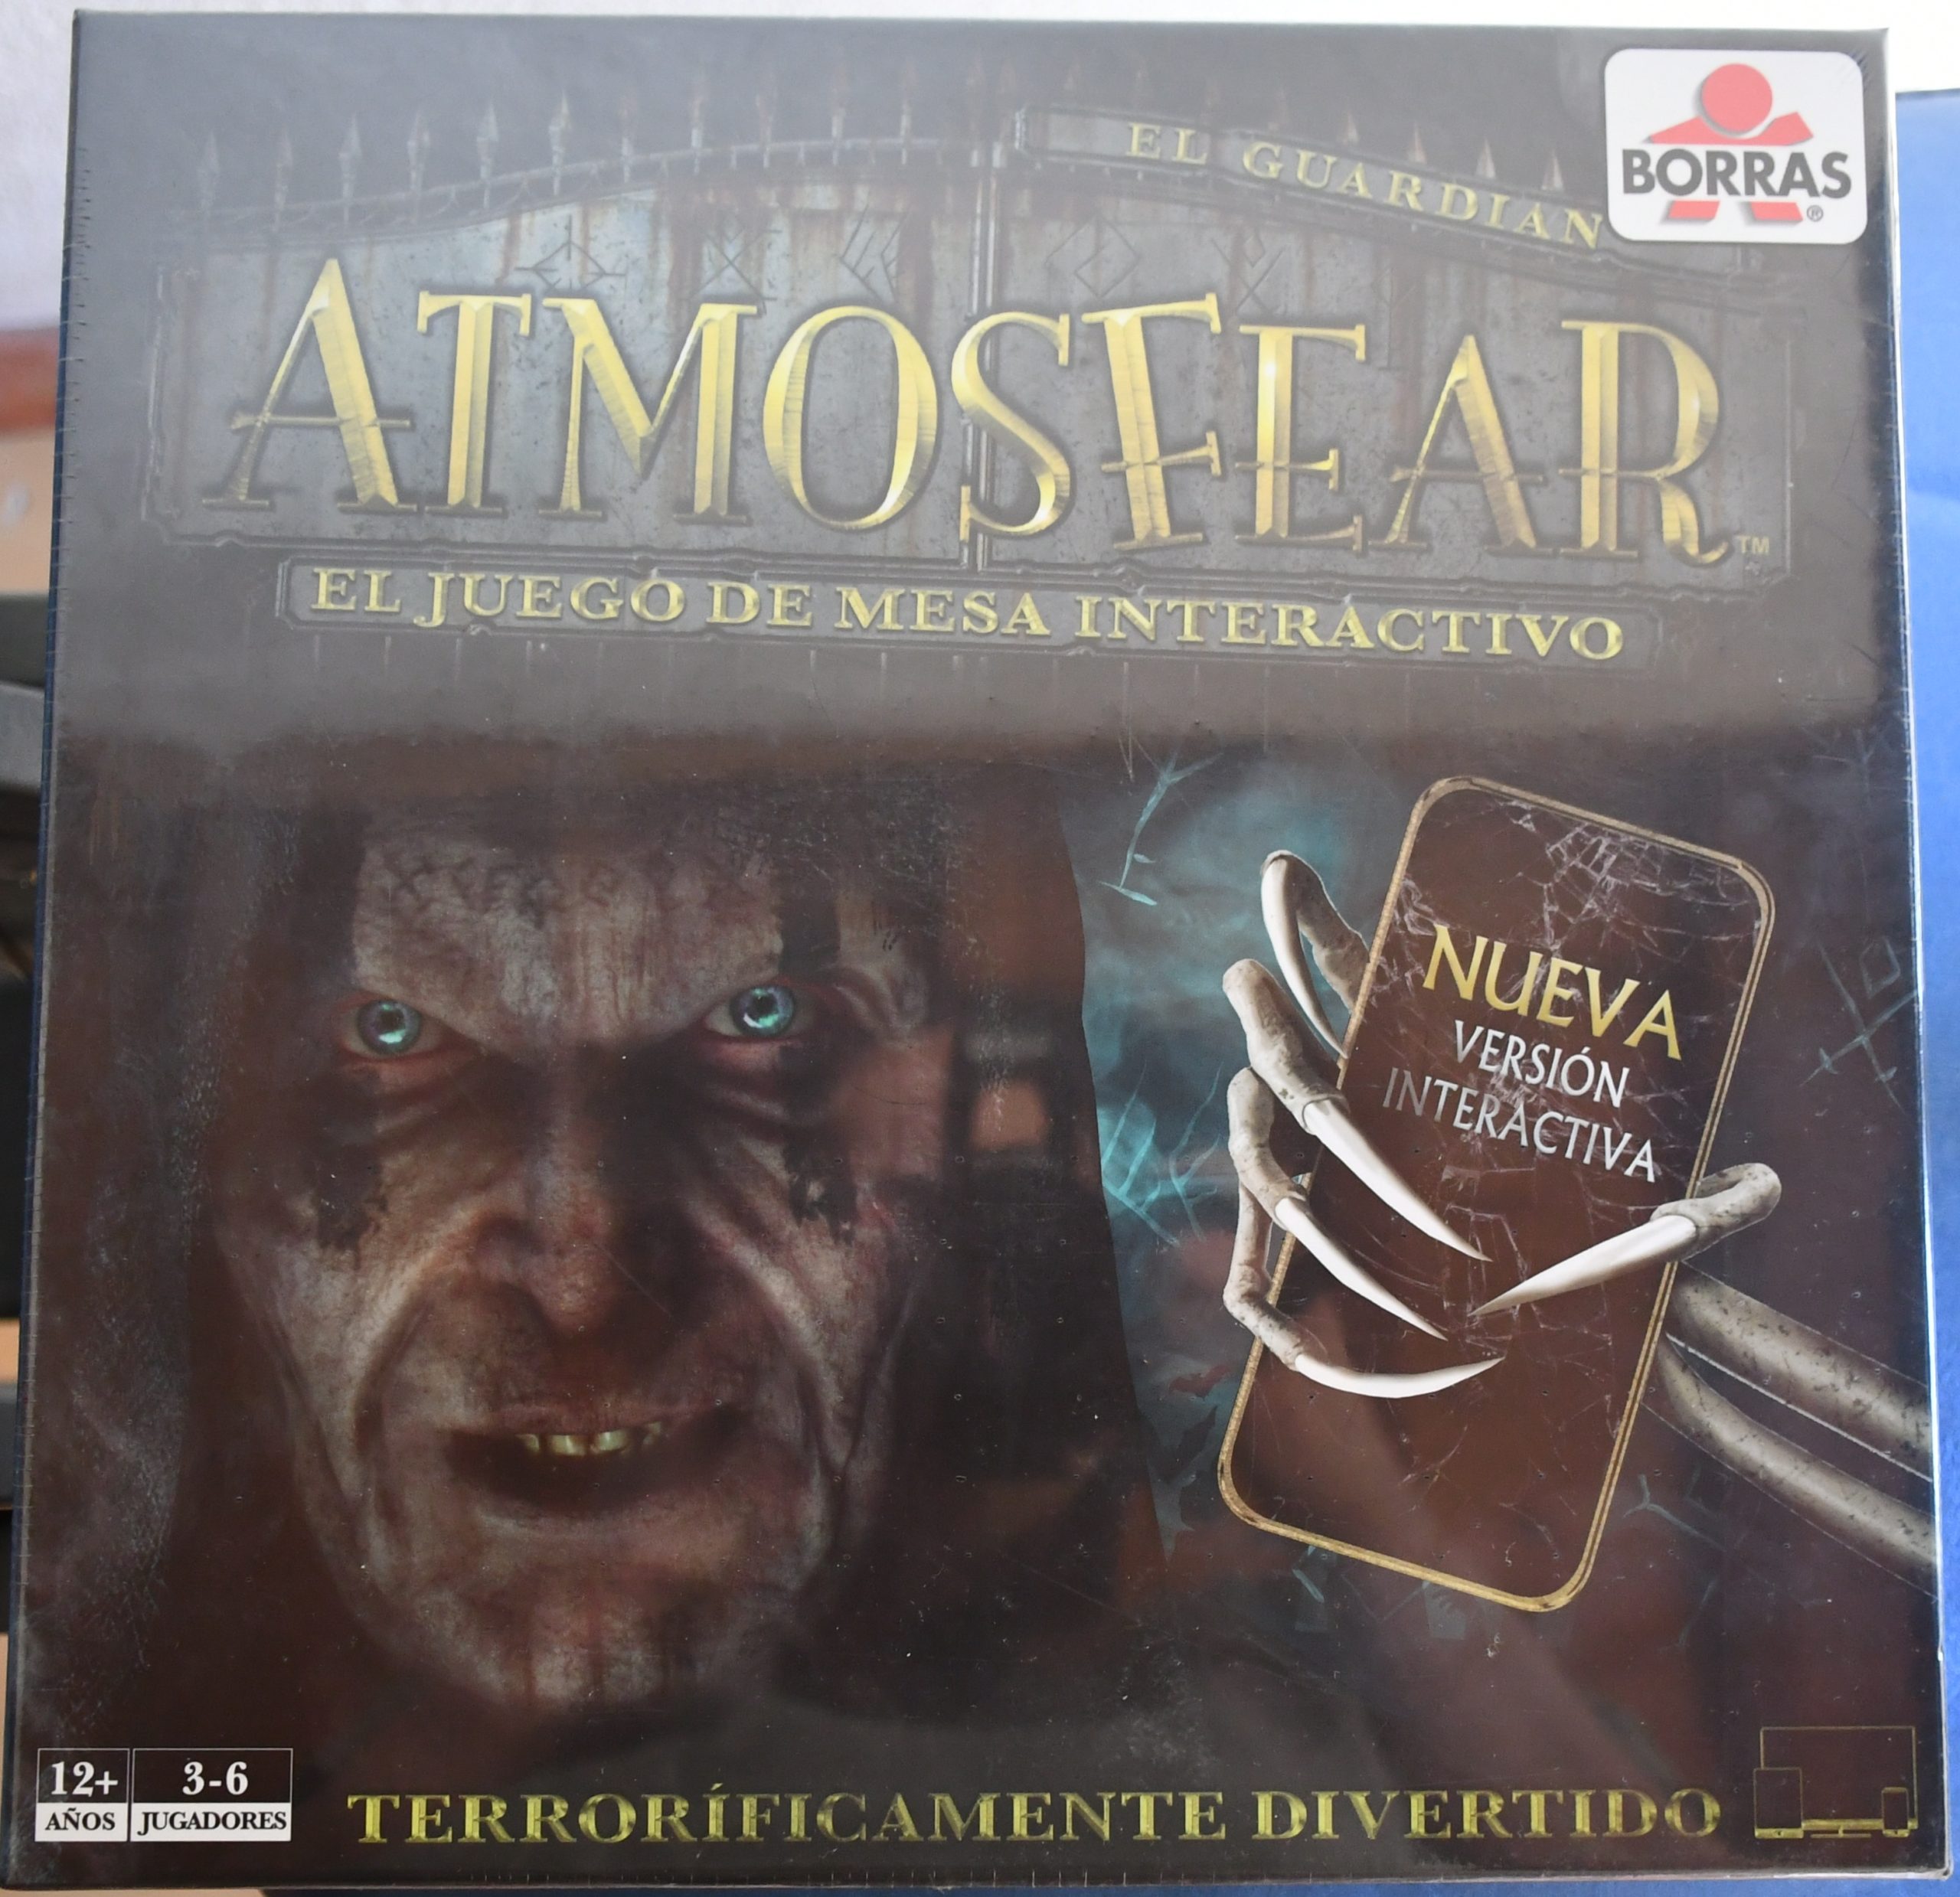 EL GUARDIAN
BORRAS
®
ATMOSFEAR
TM
EL JUEGO DE MESA INTERACTIVO
NUEVA
VERSIÓN
INTERACTIVA
12+
AÑOS
3-6
JUGADORES
TERRORÍFICAMENTE DIVERTIDO